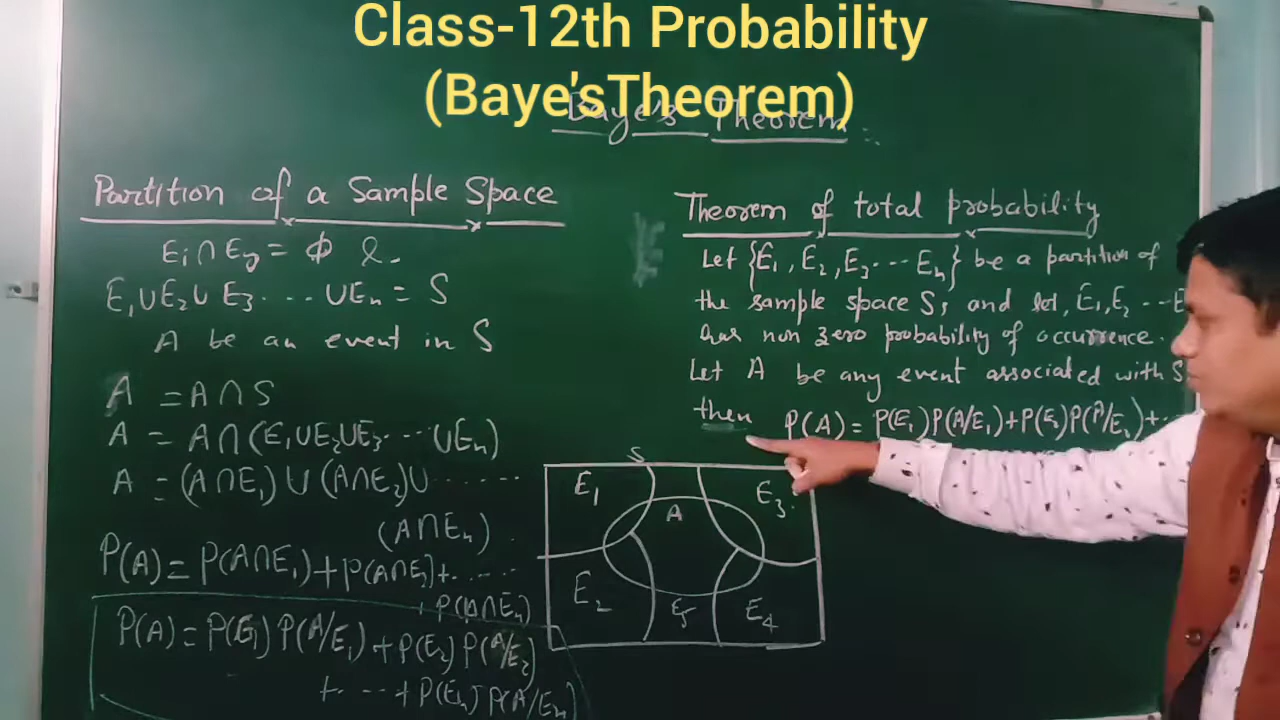 Class-12th Probability
(Baye'sTheorem)
Baye's Theorem
Partition of a Sample Space
Ei ∩ Ej = Φ &
E1 ∪ E2 ∪ E3 .... ∪ En = S
A be an event in S
A = A ∩ S
A = A ∩ (E1 ∪ E2 ∪ E3 .... ∪ En)
A = (A ∩ E1) ∪ (A ∩ E2) ∪ ......
(A ∩ En)
P(A) = P(A ∩ E1) + P(A ∩ E2) + ......
+ P(A ∩ En)
P(A) = P(E1) P(A/E1) + P(E2) P(A/E2)
+ .... + P(En) P(A/En)
Theorem of total probability
Let {E1, E2, E3 .... En} be a partition of
the sample space S, and let, E1, E2 ... E
has non zero probability of occurrence.
Let A be any event associated with S
then P(A) = P(E1) P(A/E1) + P(E2) P(A/E2) + ..
S
E1
A
E3
E2
E4